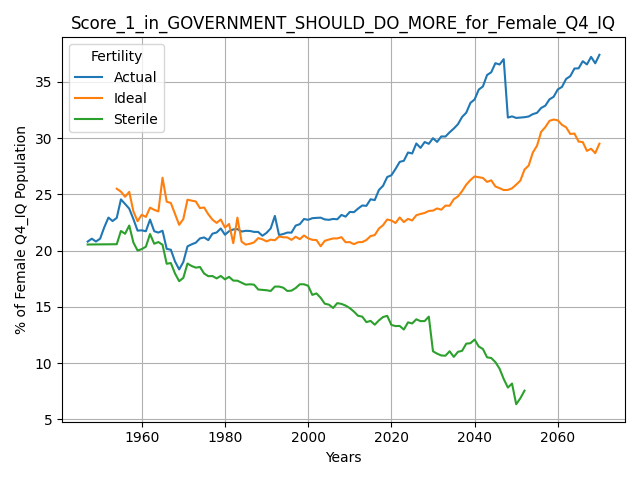 Score_1_in_GOVERNMENT_SHOULD_DO_MORE_for_Female_Q4_IQ
Fertility
Actual
Ideal
Sterile
% of Female Q4_IQ Population
35
30
25
20
15
10
5
1960 1980 2000 2020 2040 2060
Years